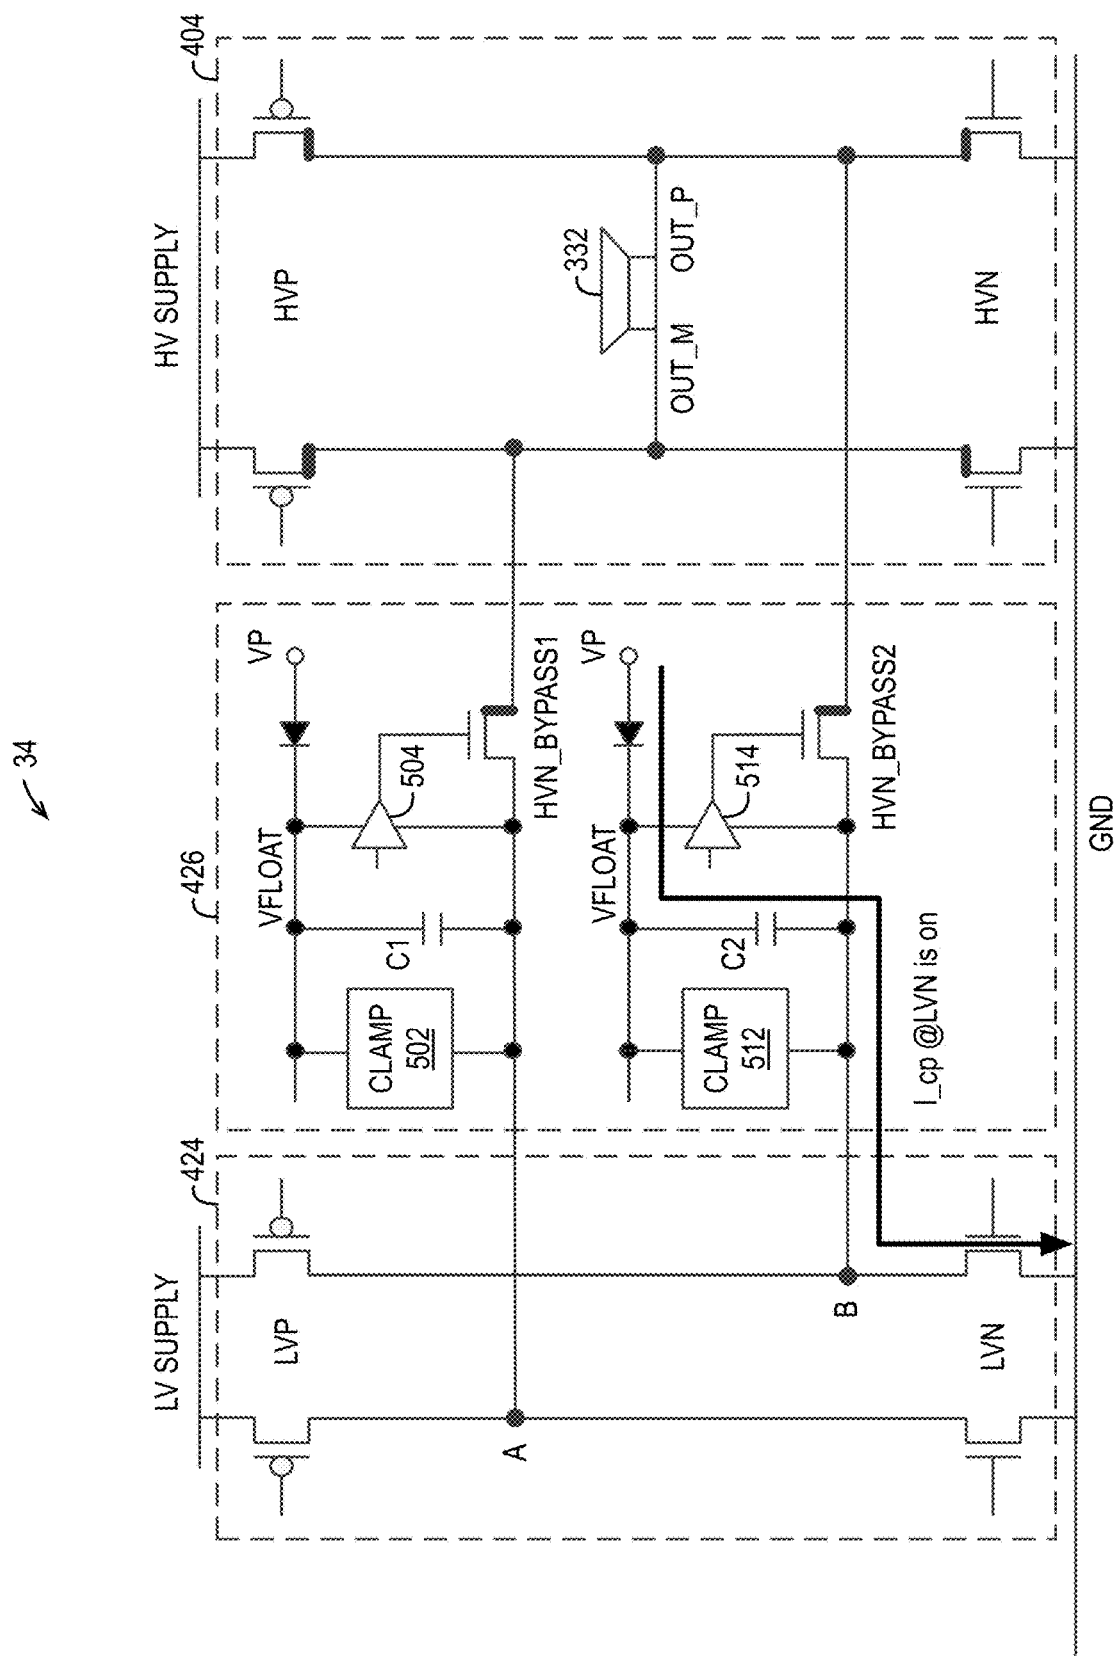 34
LV SUPPLY
424
LVP
A
B
LVN
426
VFLOAT
VP
CLAMP
502
C1
504
HVN_BYPASS1
VFLOAT
VP
CLAMP
512
C2
514
HVN_BYPASS2
I_cp @LVN is on
HV SUPPLY
404
HVP
332
OUT_M
OUT_P
HVN
GND